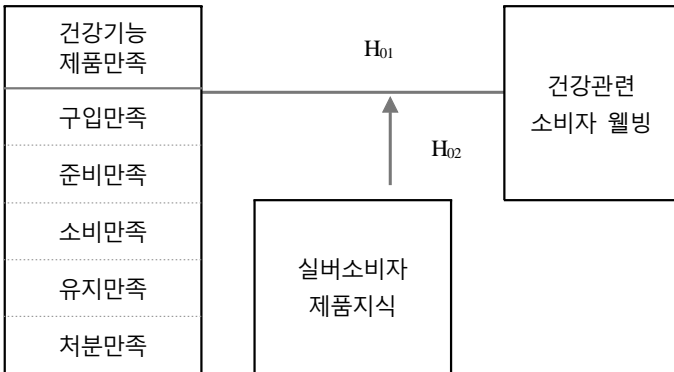 건강기능
제품만족
구입만족
준비만족
소비만족
유지만족
처분만족
H01
H02
건강관련
소비자 웰빙
실버소비자
제품지식